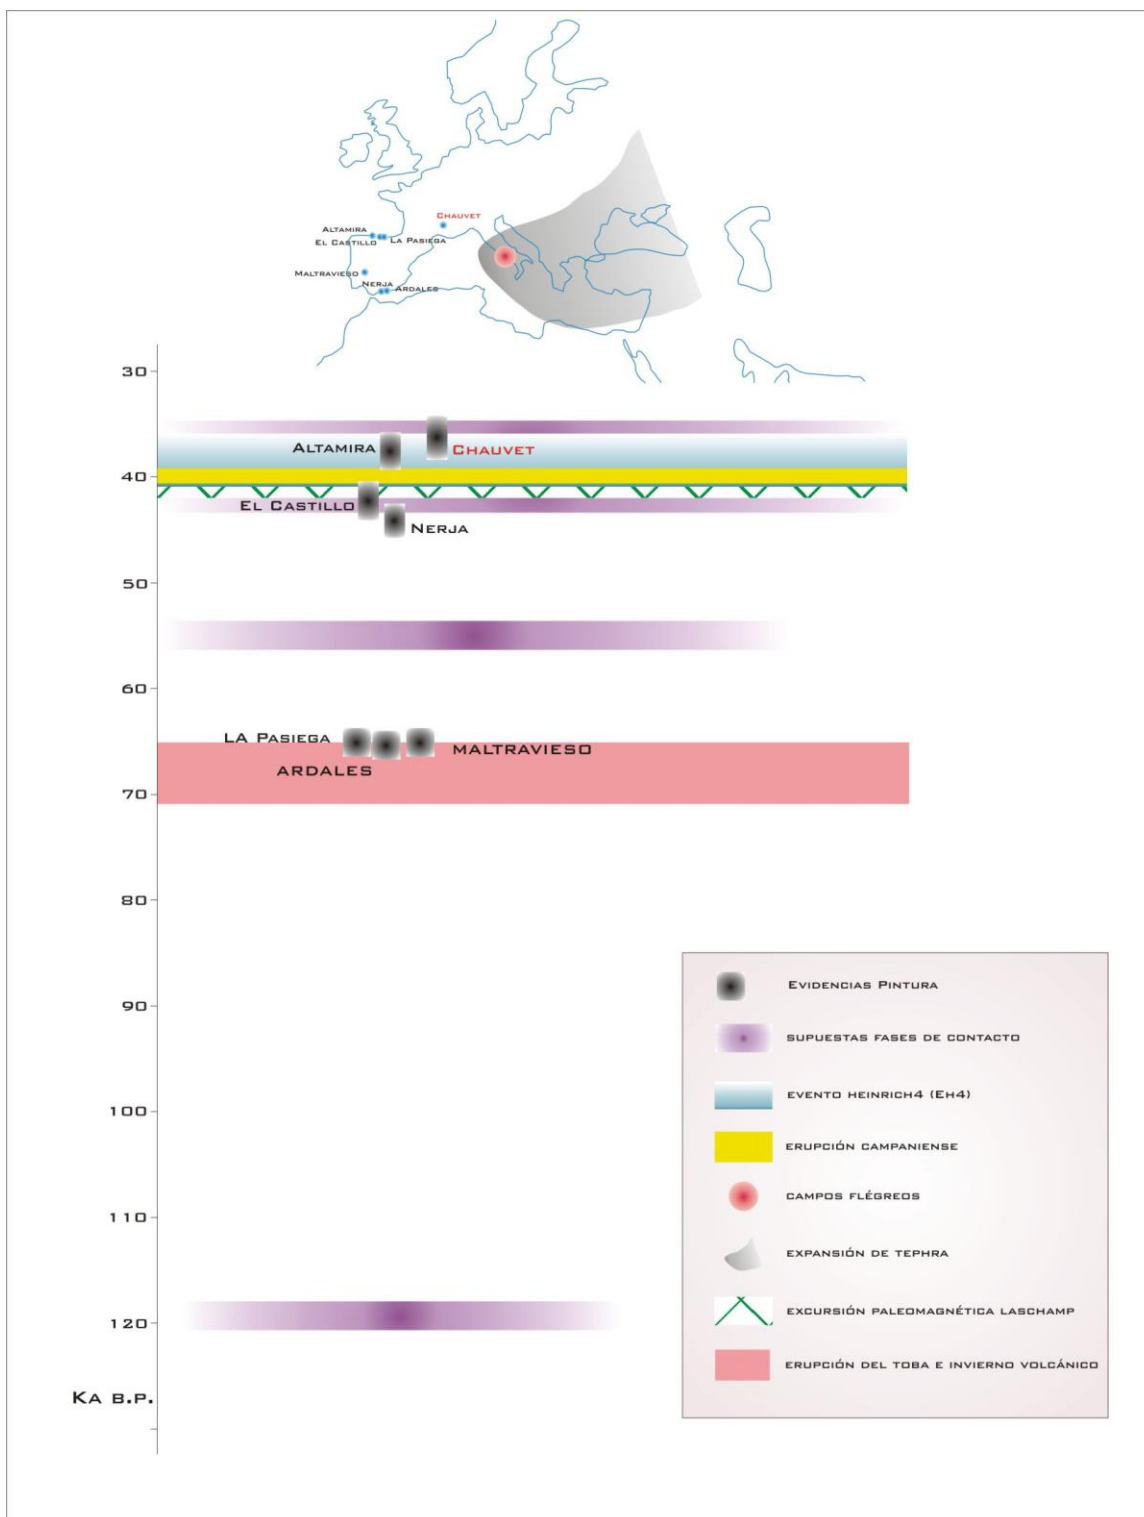 CHAUVET
ALTAMIRA
EL CASTILLO
LA PASIEGA
MALTRAVIESO
NERJA
ARDALES
30
ALTAMIRA
CHAUVET
40
EL CASTILLO
NERJA
50
60
LA PASIEGA
MALTRAVIESO
ARDALES
70
80
90
EVIDENCIAS PINTURA
SUPUESTAS FASES DE CONTACTO
EVENTO HEINRICH4 (EH4)
100
ERUPCIÓN CAMPANIENSE
CAMPOS FLÉGREOS
110
EXPANSIÓN DE TEPHRA
EXCURSIÓN PALEOMAGNÉTICA LASCHAMP
120
ERUPCIÓN DEL TOBA E INVIERNO VOLCÁNICO
KA B.P.